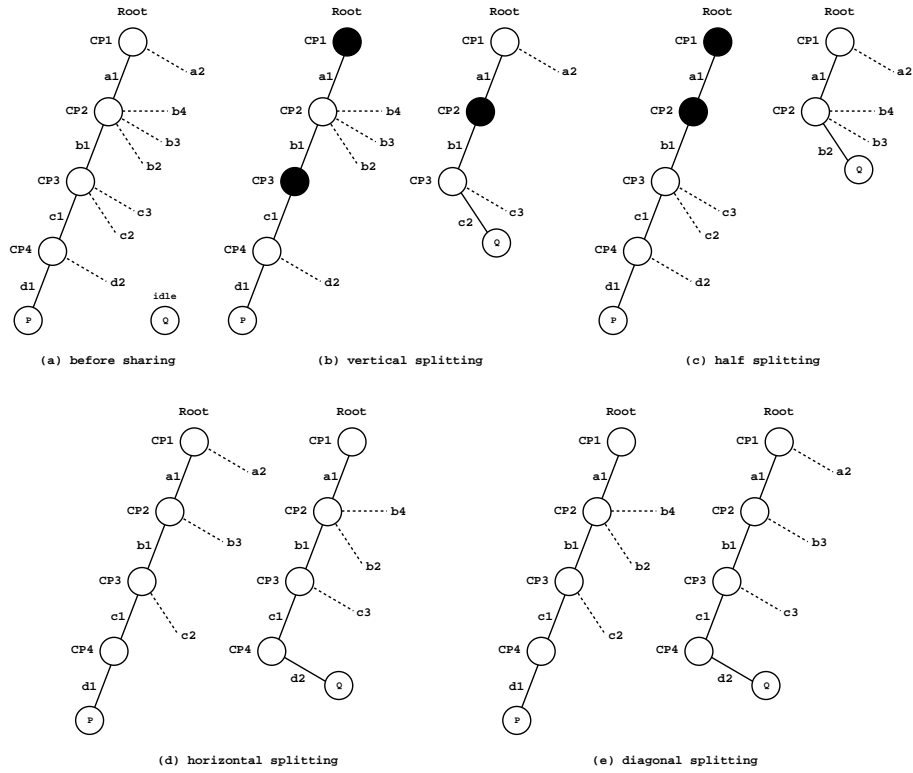 Root
CP1
a1
a2
CP2
b4
b3
b2
b1
CP3
c3
c2
c1
CP4
d2
d1
P
idle
Q
(a) before sharing
Root
CP1
a1
CP2
b4
b3
b2
b1
CP3
c1
CP4
d2
d1
P
Root
CP1
a2
a1
CP2
b1
CP3
c3
c2
Q
(b) vertical splitting
Root
CP1
a1
CP2
b1
CP3
c3
c2
c1
CP4
d2
d1
P
Root
CP1
a2
a1
CP2
b4
b3
b2
Q
(c) half splitting
Root
CP1
a2
a1
CP2
b3
b1
CP3
c2
c1
CP4
d1
P
Root
CP1
a1
CP2
b4
b2
b1
CP3
c3
c1
CP4
d2
Q
(d) horizontal splitting
Root
CP1
a1
CP2
b4
b2
b1
CP3
c2
c1
CP4
d1
P
Root
CP1
a2
a1
CP2
b3
b1
CP3
c3
c1
CP4
d2
Q
(e) diagonal splitting